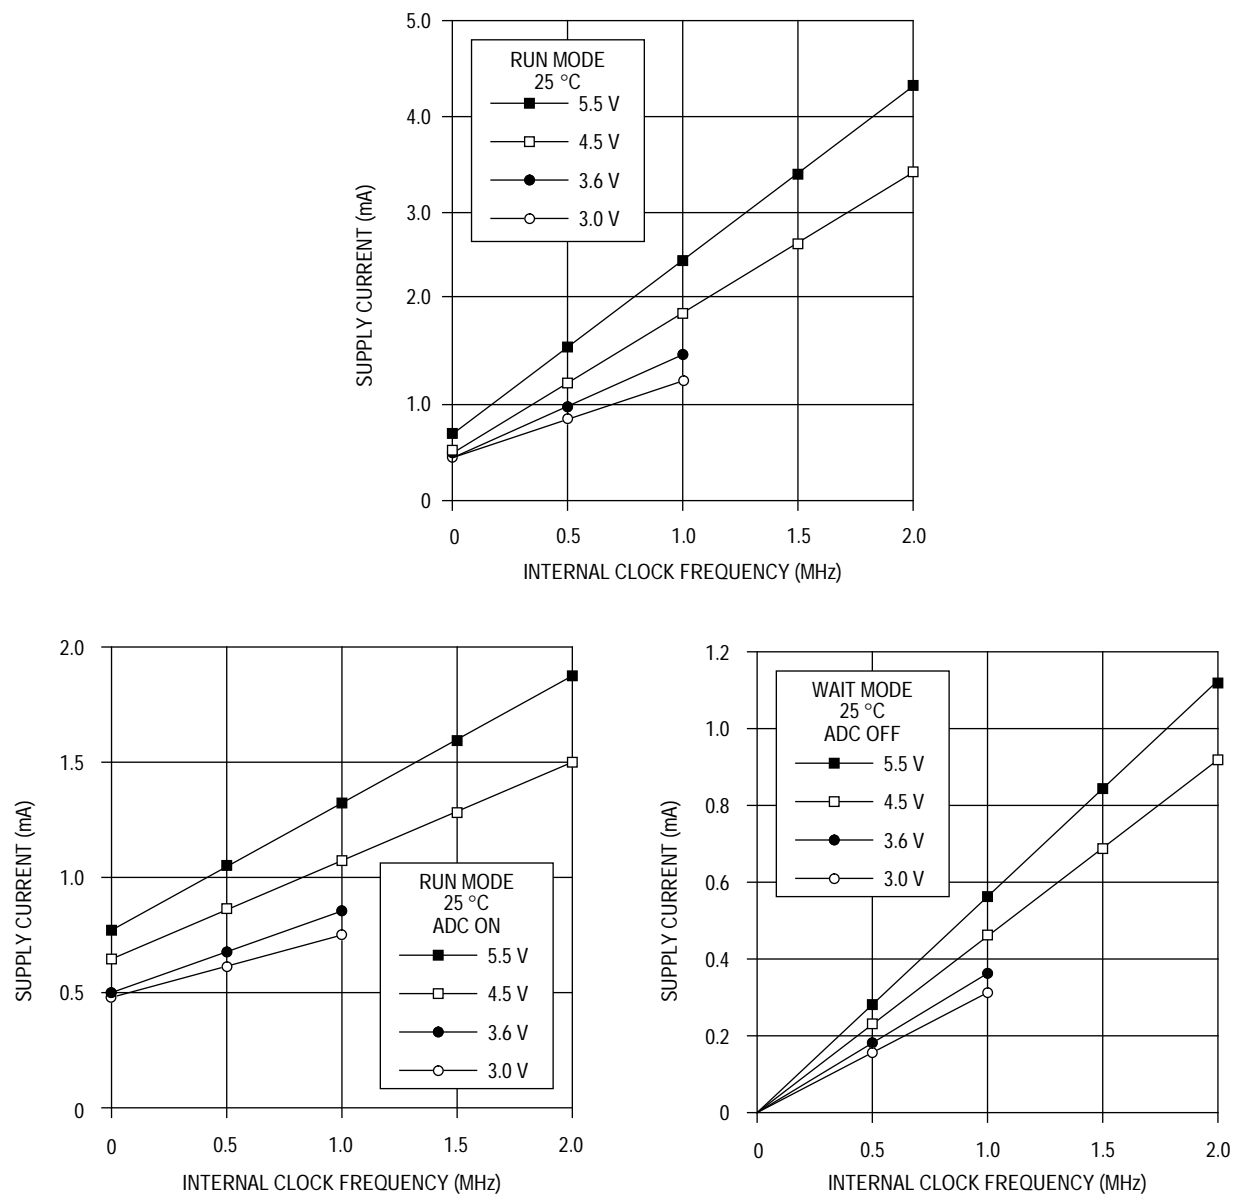 5.0
4.0
3.0
2.0
1.0
0
SUPPLY CURRENT (mA)
RUN MODE
25 °C
5.5 V
4.5 V
3.6 V
3.0 V
0 0.5 1.0 1.5 2.0
INTERNAL CLOCK FREQUENCY (MHz)
2.0
1.5
1.0
0.5
0
SUPPLY CURRENT (mA)
RUN MODE
25 °C
ADC ON
5.5 V
4.5 V
3.6 V
3.0 V
0 0.5 1.0 1.5 2.0
INTERNAL CLOCK FREQUENCY (MHz)
1.2
1.0
0.8
0.6
0.4
0.2
0
SUPPLY CURRENT (mA)
WAIT MODE
25 °C
ADC OFF
5.5 V
4.5 V
3.6 V
3.0 V
0 0.5 1.0 1.5 2.0
INTERNAL CLOCK FREQUENCY (MHz)